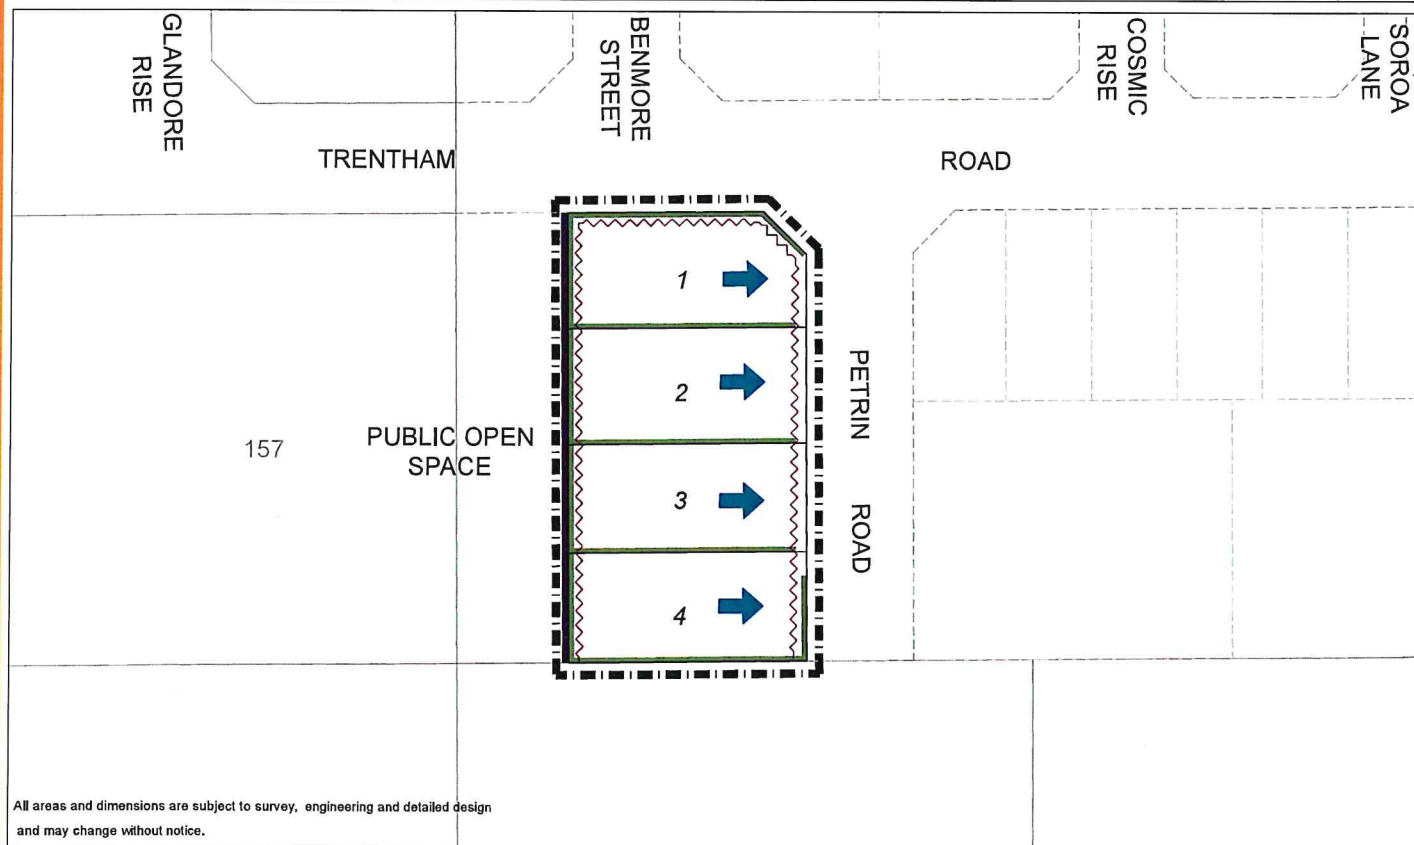 GLANDORE
RISE
BENMORE
STREET
COSMIC
RISE
SOROA
LANE
TRENTHAM
ROAD
1
2
3
4
PETRIN
ROAD
157
PUBLIC OPEN
SPACE
All areas and dimensions are subject to survey, engineering and detailed design
and may change without notice.